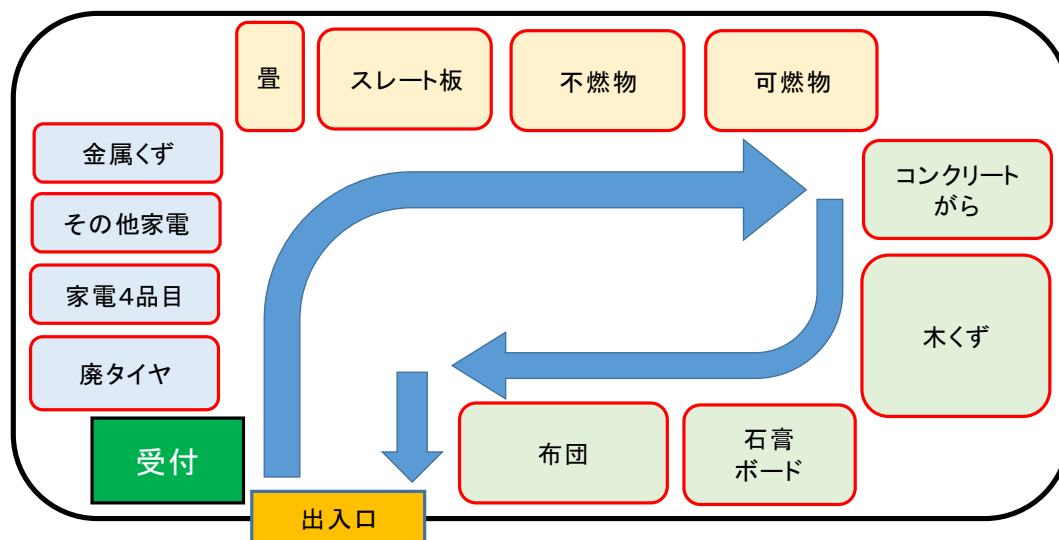 畳
スレート板
不燃物
可燃物
金属くず
その他家電
家電4品目
廃タイヤ
受付
出入口
コンクリート
がら
木くず
布団
石膏
ボード